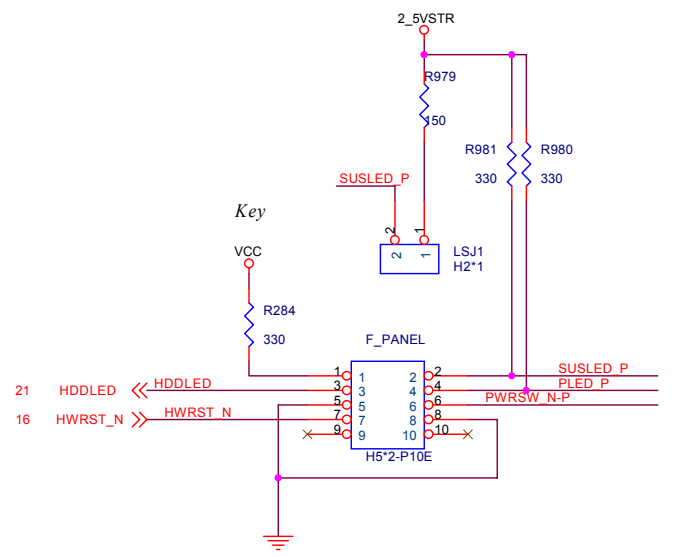 2_5VSTR
R979
150
R981
R980
330
330
SUSLED_P
Key
2
1
2
1
LSJ1
H2*1
VCC
R284
330
F_PANEL
1
1
2
2
SUSLED_P
21
HDDLED
HDDLED
3
3
4
4
PLED_P
5
5
6
6
PWRSW_N-P
16
HWRST_N
HWRST_N
7
7
8
8
9
9
10
10
H5*2-P10E